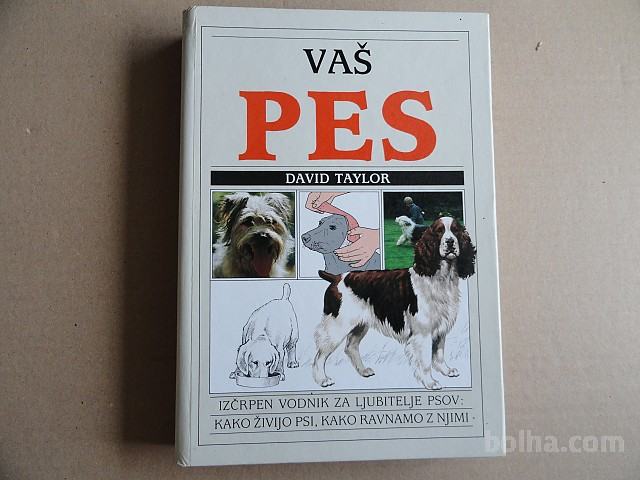 VAŠ
PES
DAVID TAYLOR
IZČRPEN VODNIK ZA LJUBITELJE PSOV:
KAKO ŽIVIJO PSI, KAKO RAVNAMO Z NJIMI
bolha.com